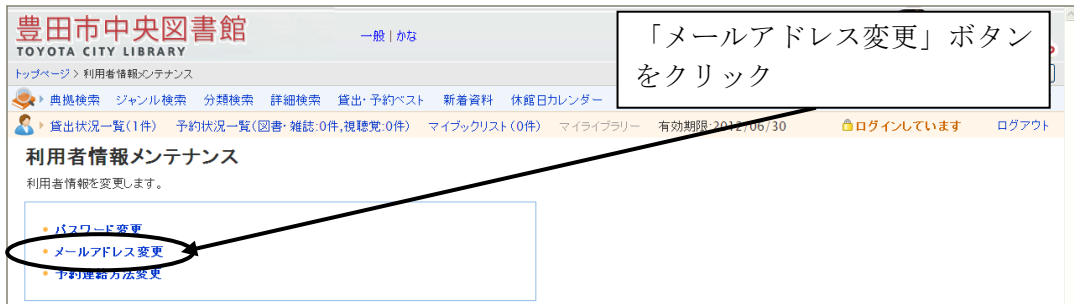 豊田市中央図書館
TOYOTA CITY LIBRARY
一般 | かな
「メールアドレス変更」ボタン
をクリック
トップページ > 利用者情報メンテナンス
典拠検索 ジャンル検索 分類検索 詳細検索 貸出・予約ベスト 新着資料 休館日カレンダー
貸出状況一覧(1件) 予約状況一覧(図書・雑誌:0件,視聴覚:0件) マイブックリスト(0件) マイライブラリー 有効期限:2012/06/30 ログインしています ログアウト
利用者情報メンテナンス
利用者情報を変更します。
パスワード変更
メールアドレス変更
予約連絡方法変更